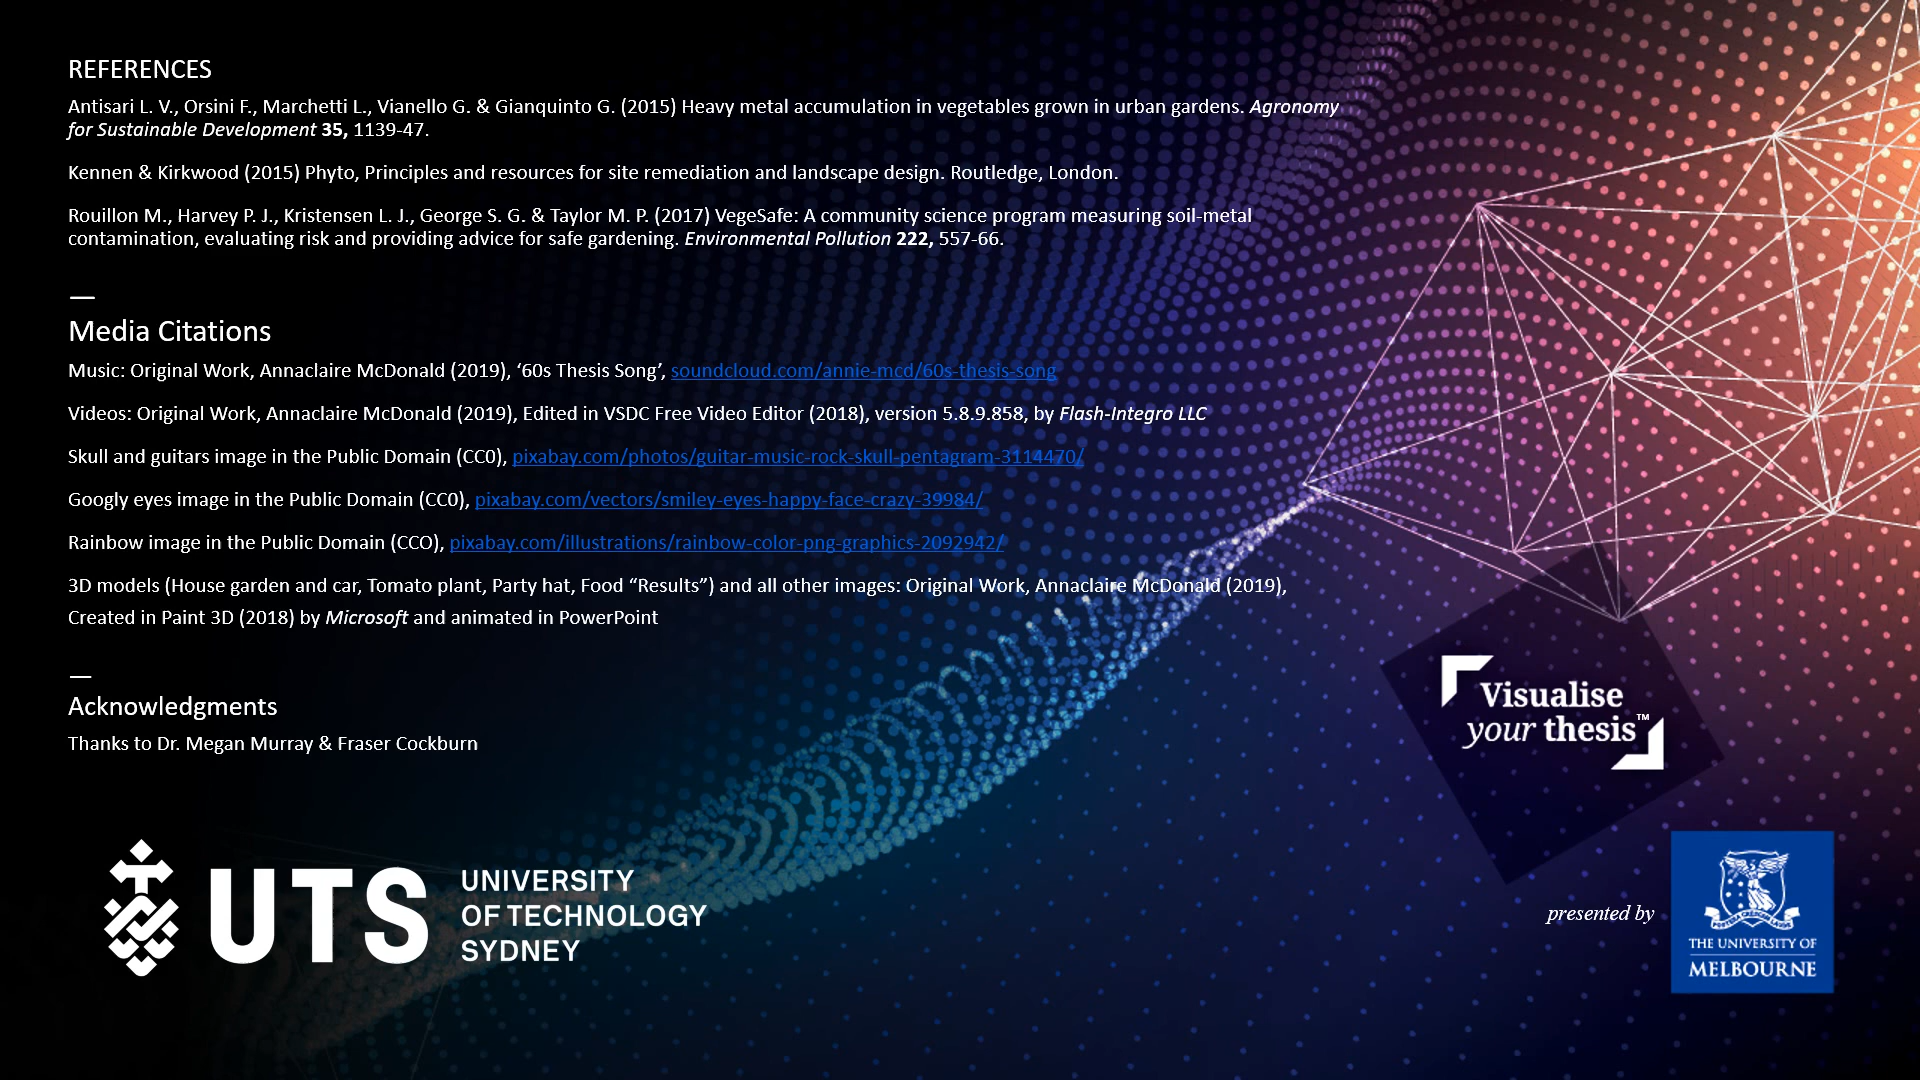 REFERENCES
Antisari L. V., Orsini F., Marchetti L., Vianello G. & Gianquinto G. (2015) Heavy metal accumulation in vegetables grown in urban gardens. Agronomy
for Sustainable Development 35, 1139-47.
Kennen & Kirkwood (2015) Phyto, Principles and resources for site remediation and landscape design. Routledge, London.
Rouillon M., Harvey P. J., Kristensen L. J., George S. G. & Taylor M. P. (2017) VegeSafe: A community science program measuring soil-metal
contamination, evaluating risk and providing advice for safe gardening. Environmental Pollution 222, 557-66.
—
Media Citations
Music: Original Work, Annaclaire McDonald (2019), ‘60s Thesis Song’, soundcloud.com/annie-mcd/60s-thesis-song
Videos: Original Work, Annaclaire McDonald (2019), Edited in VSDC Free Video Editor (2018), version 5.8.9.858, by Flash-Integro LLC
Skull and guitars image in the Public Domain (CC0), pixabay.com/photos/guitar-music-rock-skull-pentagram-3114470/
Googly eyes image in the Public Domain (CC0), pixabay.com/vectors/smiley-eyes-happy-face-crazy-39984/
Rainbow image in the Public Domain (CCO), pixabay.com/illustrations/rainbow-color-png-graphics-2092942/
3D models (House garden and car, Tomato plant, Party hat, Food “Results”) and all other images: Original Work, Annaclaire McDonald (2019),
Created in Paint 3D (2018) by Microsoft and animated in PowerPoint
—
Acknowledgments
Thanks to Dr. Megan Murray & Fraser Cockburn
Visualise
your thesis™
UTS
UNIVERSITY
OF TECHNOLOGY
SYDNEY
presented by
THE UNIVERSITY OF
MELBOURNE